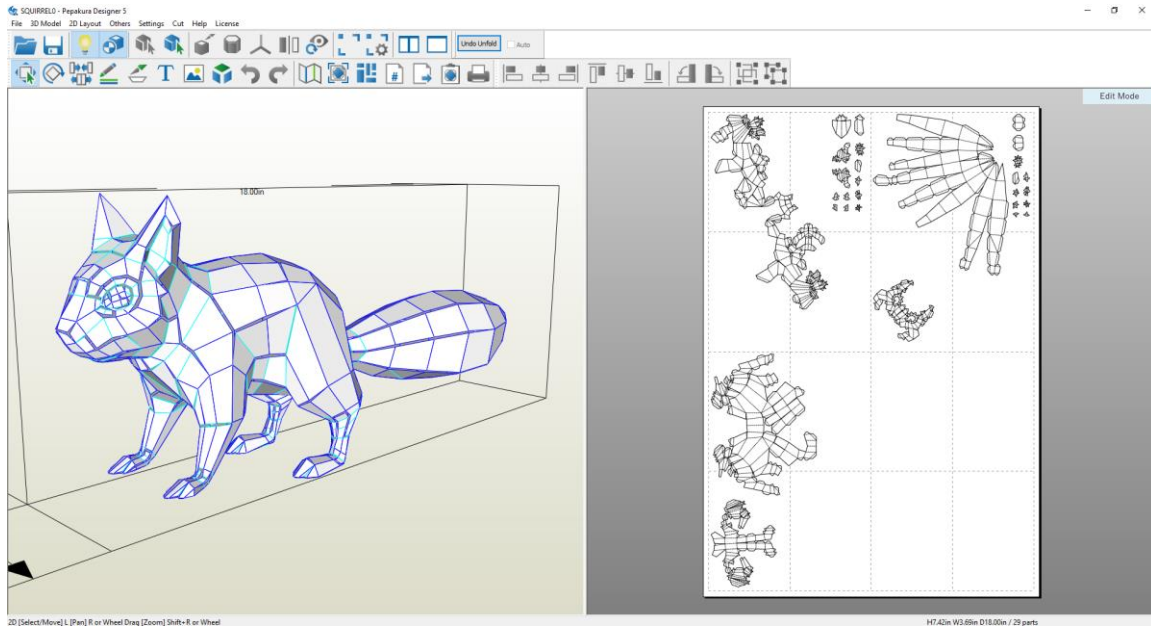 SQUIRREL0 - Pepakura Designer 5
File 3D Model 2D Layout Others Settings Cut Help License
Undo Unfold Auto
T #
Edit Mode
18.00in
2D [Select/Move] L [Pan] R or Wheel Drag [Zoom] Shift+R or Wheel
H7.42in W3.69in D18.00in / 29 parts